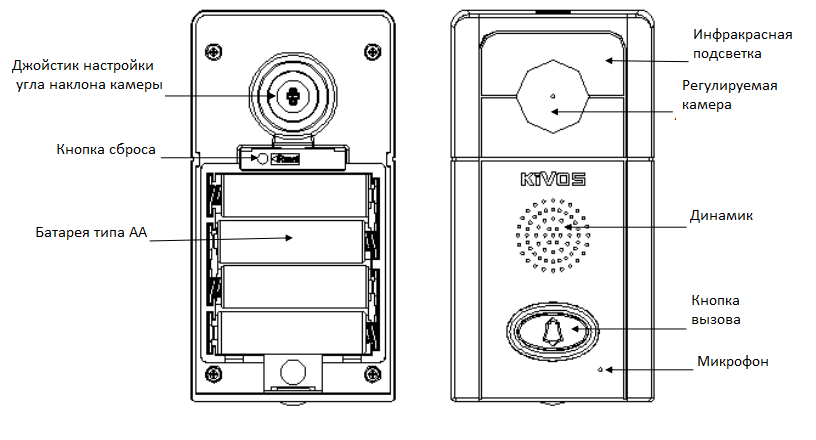 Джойстик настройки
угла наклона камеры
Кнопка сброса
Батарея типа АА
Инфракрасная
подсветка
Регулируемая
камера
KiVOS
Динамик
Кнопка
вызова
Микрофон